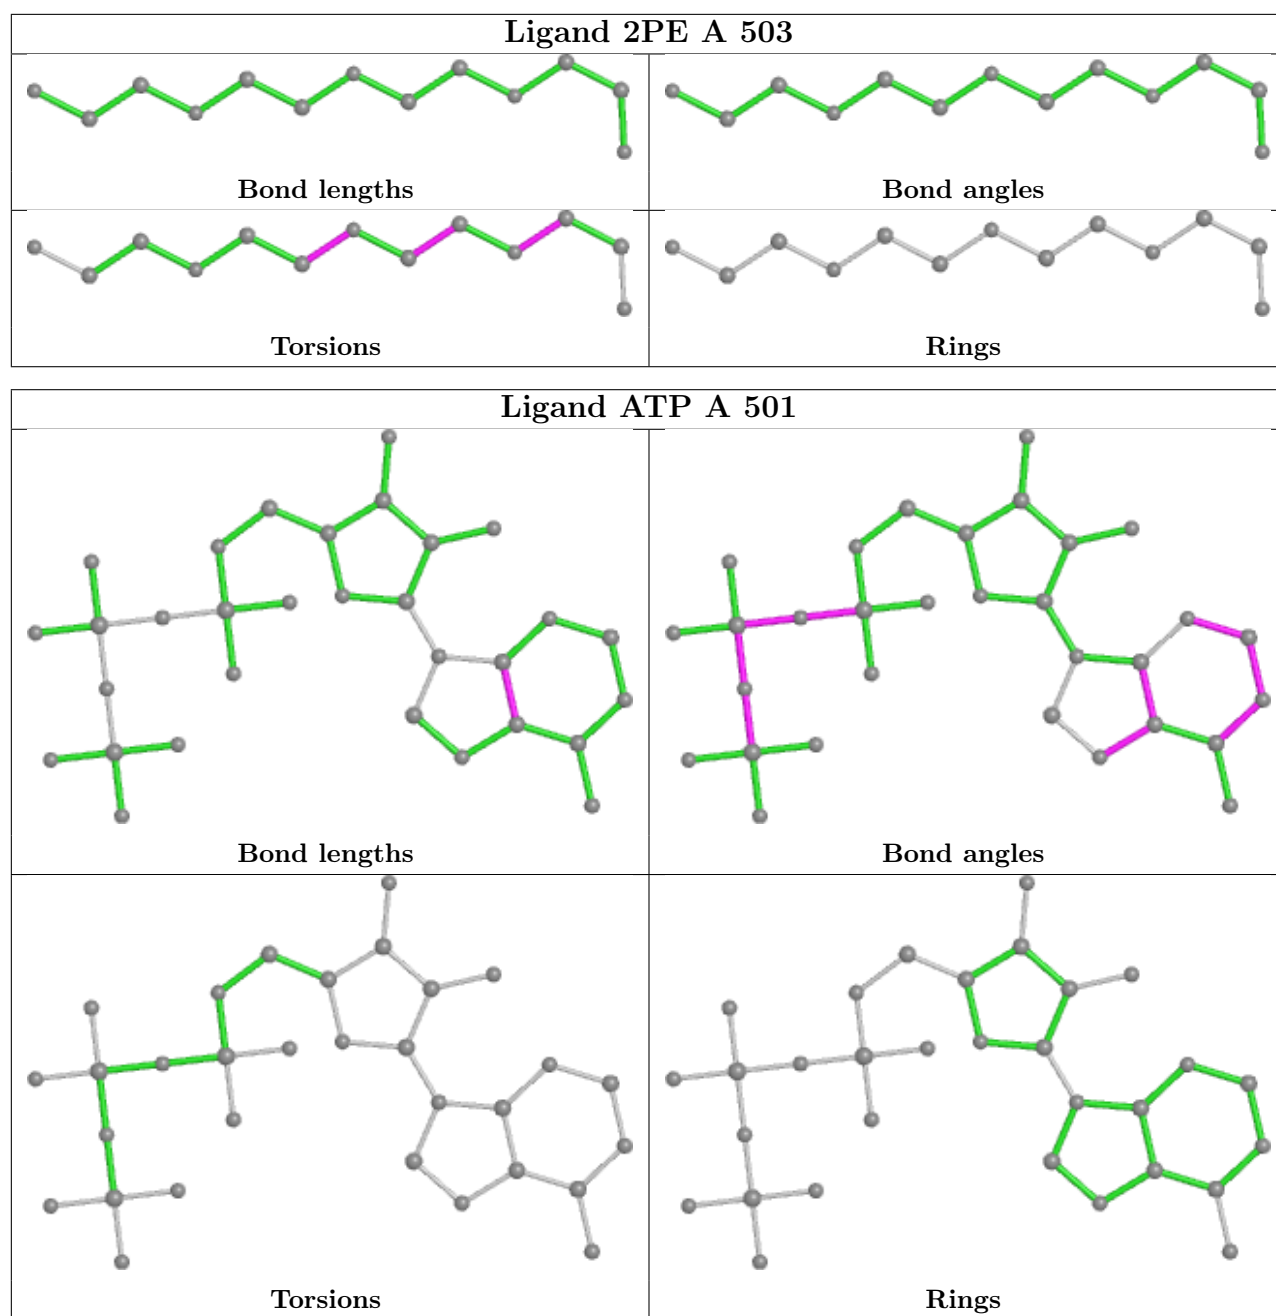 Ligand 2PE A 503
Bond lengths
Bond angles
Torsions
Rings
Ligand ATP A 501
Bond lengths
Bond angles
Torsions
Rings